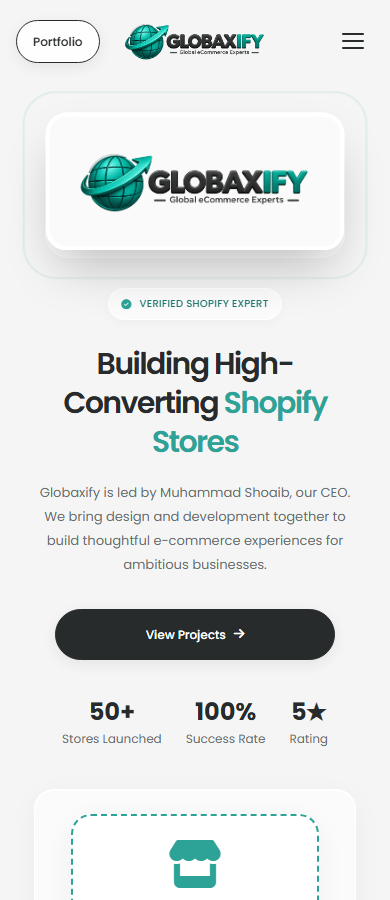 Portfolio
GLOBAXIFY
Global eCommerce Experts
GLOBAXIFY
Global eCommerce Experts
VERIFIED SHOPIFY EXPERT
Building High-
Converting Shopify
Stores
Globaxify is led by Muhammad Shoaib, our CEO.
We bring design and development together to
build thoughtful e-commerce experiences for
ambitious businesses.
View Projects →
50+ 100% 5★
Stores Launched Success Rate Rating